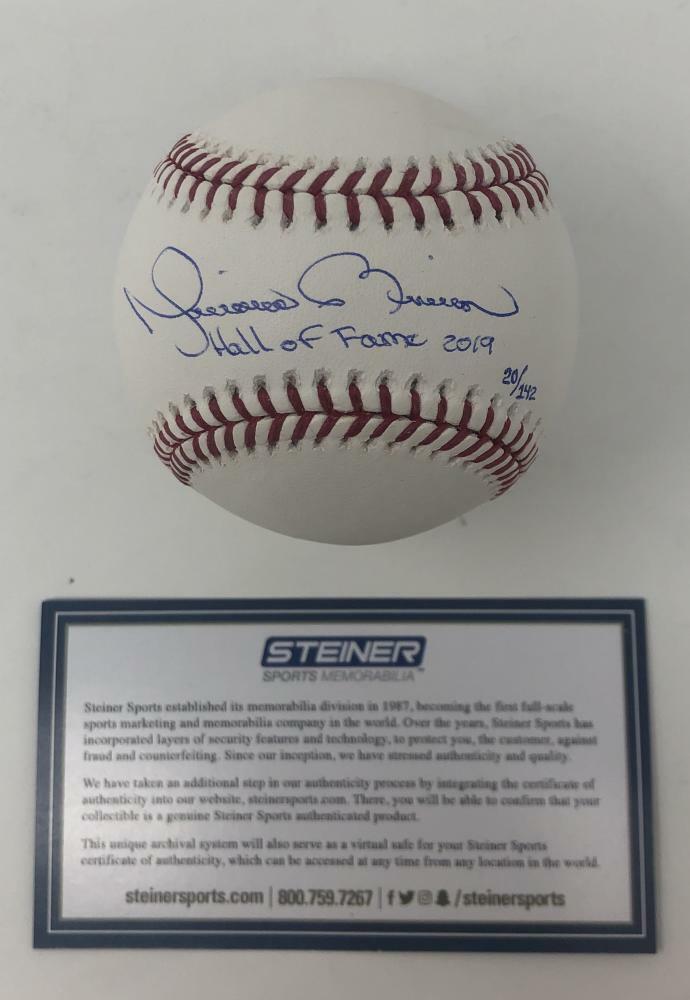 Mariano Rivera
Hall of Fame 2019
20/142
STEINER
SPORTS MEMORABILIA™
Steiner Sports established its memorabilia division in 1987, becoming the first full-scale
sports marketing and memorabilia company in the world. Over the years, Steiner Sports has
incorporated layers of security features and technology, to protect you, the customer, against
fraud and counterfeiting. Since our inception, we have stressed authenticity and quality.
We have taken an additional step in our authenticity process by integrating the certificate of
authenticity into our website, steinersports.com. There, you will be able to confirm that your
collectible is a genuine Steiner Sports authenticated product.
This unique archival system will also serve as a virtual safe for your Steiner Sports
certificate of authenticity, which can be accessed at any time from any location in the world.
steinersports.com | 800.759.7267 | f /steinersports